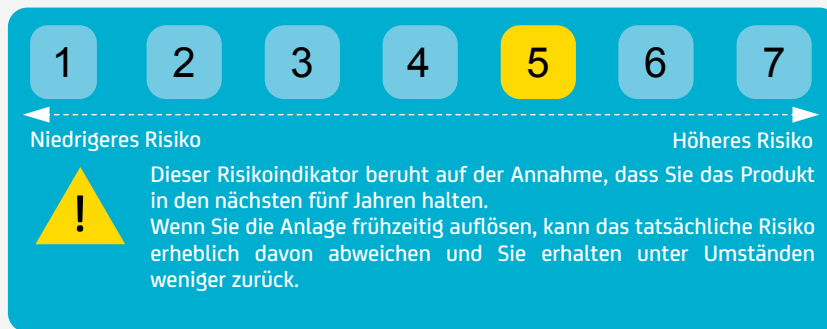 1 2 3 4 5 6 7
Niedrigeres Risiko Höheres Risiko
!
Dieser Risikoindikator beruht auf der Annahme, dass Sie das Produkt
in den nächsten fünf Jahren halten.
Wenn Sie die Anlage frühzeitig auflösen, kann das tatsächliche Risiko
erheblich davon abweichen und Sie erhalten unter Umständen
weniger zurück.